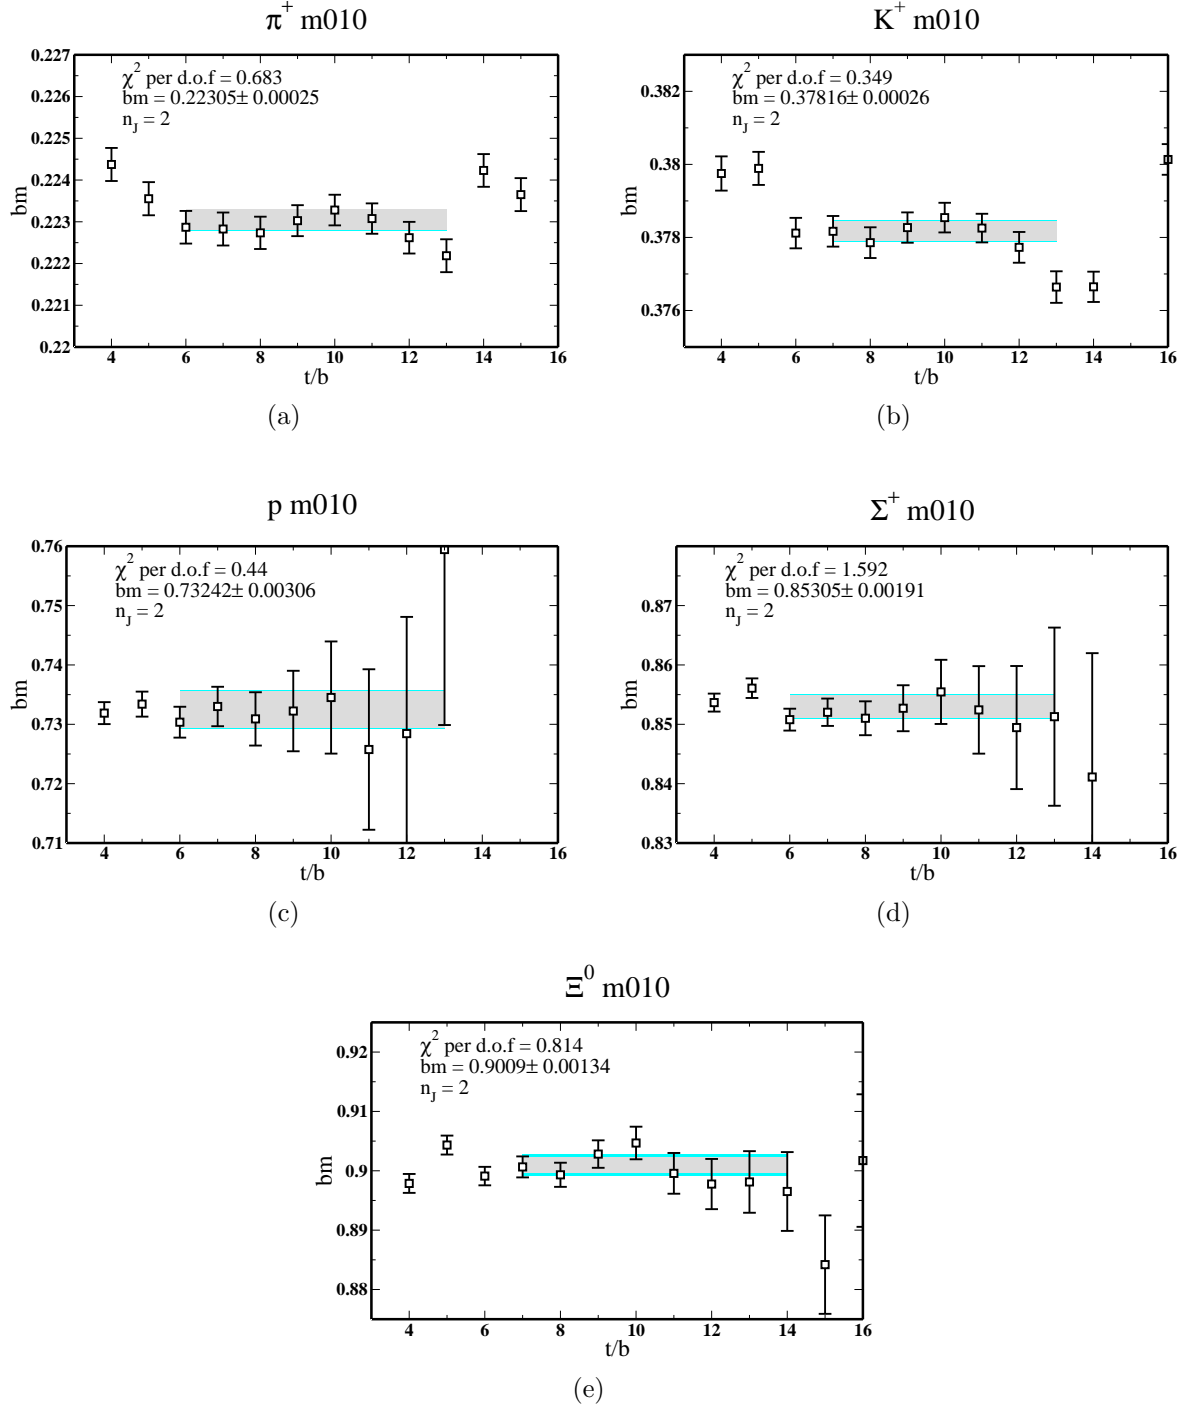 π⁺ m010
0.227
0.226
0.225
0.224
0.223
0.222
0.221
0.22
bm
χ² per d.o.f = 0.683
bm = 0.22305± 0.00025
n_J = 2
4 6 8 10 12 14 16
t/b
(a)
K⁺ m010
0.382
0.38
0.378
0.376
bm
χ² per d.o.f = 0.349
bm = 0.37816± 0.00026
n_J = 2
4 6 8 10 12 14 16
t/b
(b)
p m010
0.76
0.75
0.74
0.73
0.72
0.71
bm
χ² per d.o.f = 0.44
bm = 0.73242± 0.00306
n_J = 2
4 6 8 10 12 14 16
t/b
(c)
Σ⁺ m010
0.87
0.86
0.85
0.84
0.83
bm
χ² per d.o.f = 1.592
bm = 0.85305± 0.00191
n_J = 2
4 6 8 10 12 14 16
t/b
(d)
Ξ⁰ m010
0.92
0.91
0.9
0.89
0.88
bm
χ² per d.o.f = 0.814
bm = 0.9009± 0.00134
n_J = 2
4 6 8 10 12 14 16
t/b
(e)